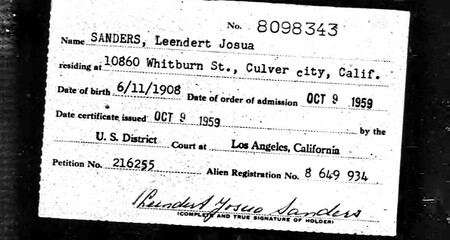 No. 8098343
Name SANDERS, Leendert Josua
residing at 10860 Whitburn St., Culver city, Calif.
Date of birth 6/11/1908 Date of order of admission OCT 9 1959
Date certificate issued OCT 9 1959 by the
U. S. District Court at Los Angeles, California
Petition No. 216255 Alien Registration No. 8 649 934
Leendert Josua Sanders
(COMPLETE AND TRUE SIGNATURE OF HOLDER)